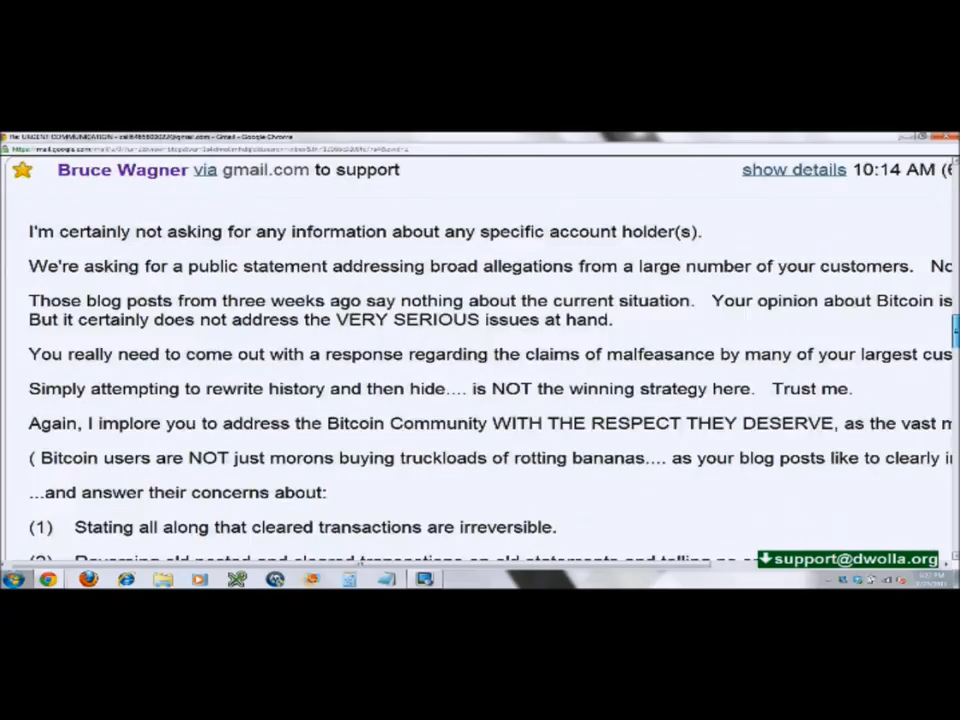 Re: URGENT COMMUNICATION - Gmail - Google Chrome
Bruce Wagner via gmail.com to support
show details 10:14 AM
I'm certainly not asking for any information about any specific account holder(s).
We're asking for a public statement addressing broad allegations from a large number of your customers.
Those blog posts from three weeks ago say nothing about the current situation. Your opinion about Bitcoin is
But it certainly does not address the VERY SERIOUS issues at hand.
You really need to come out with a response regarding the claims of malfeasance by many of your largest
Simply attempting to rewrite history and then hide.... is NOT the winning strategy here. Trust me.
Again, I implore you to address the Bitcoin Community WITH THE RESPECT THEY DESERVE, as the vast
( Bitcoin users are NOT just morons buying truckloads of rotting bananas.... as your blog posts like to clearly
...and answer their concerns about:
(1) Stating all along that cleared transactions are irreversible.
support@dwolla.org